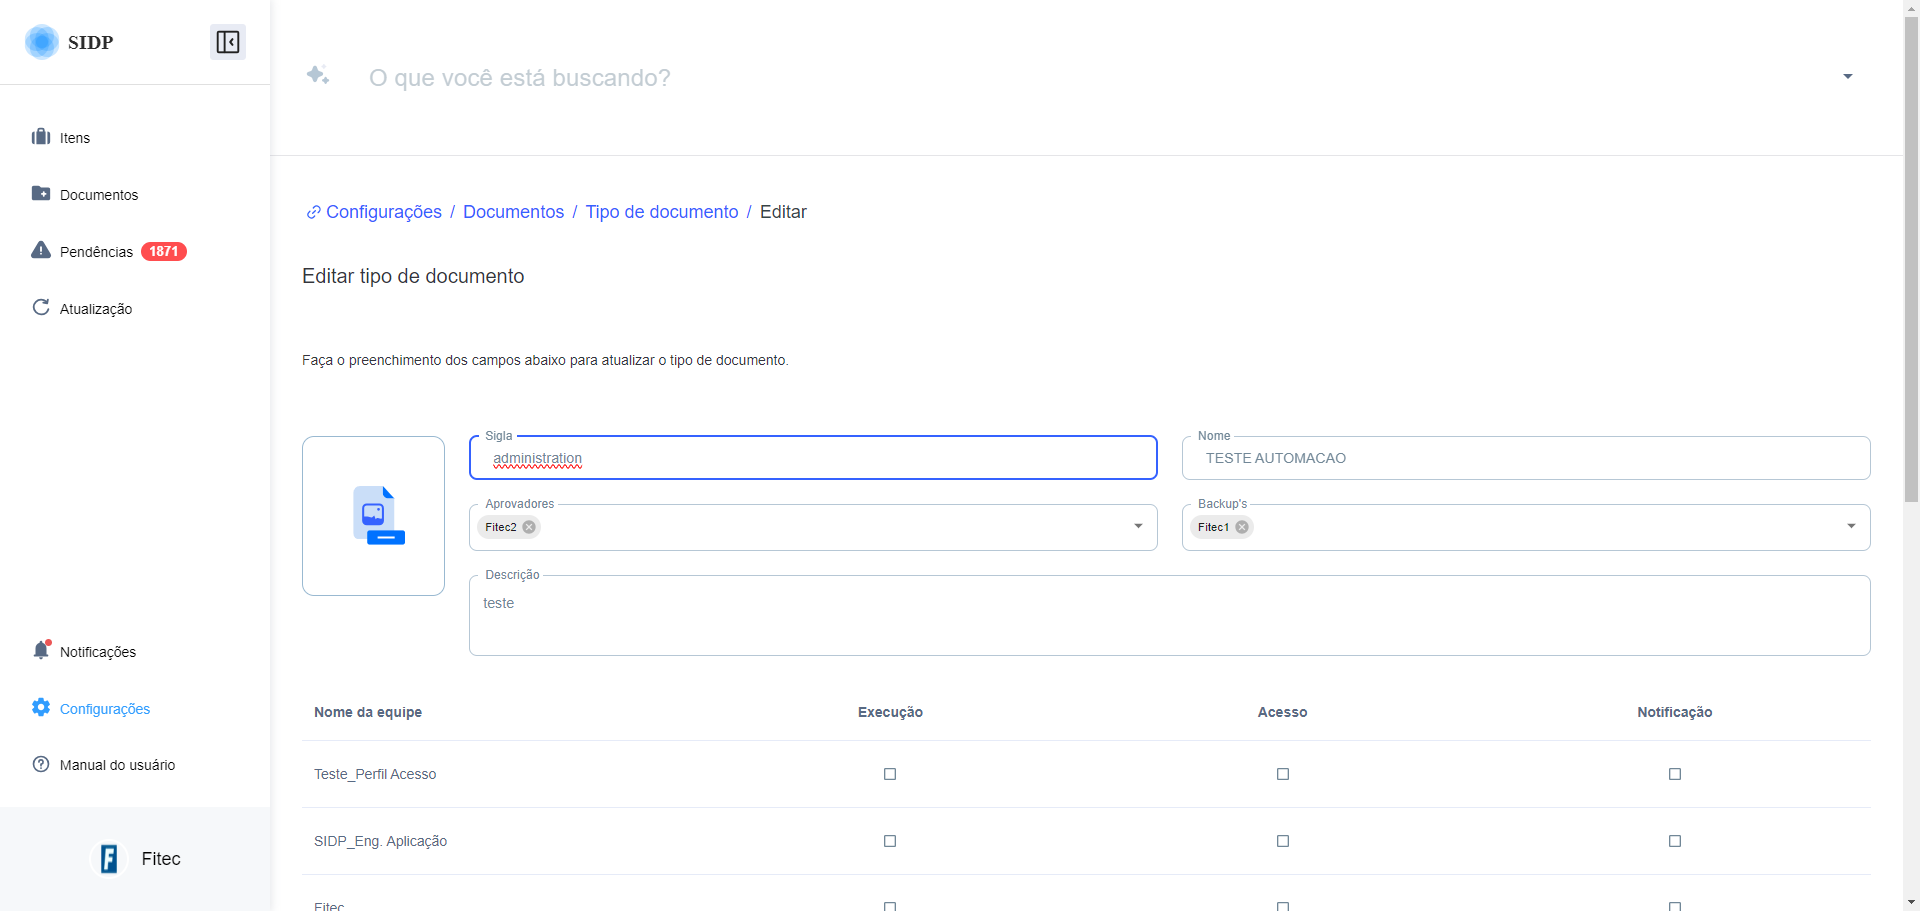 SIDP
O que você está buscando?
Itens
Documentos
Pendências 1871
Atualização
Configurações / Documentos / Tipo de documento / Editar
Editar tipo de documento
Faça o preenchimento dos campos abaixo para atualizar o tipo de documento.
Sigla
administration
Nome
TESTE AUTOMACAO
Aprovadores
Fitec2
Backup's
Fitec1
Descrição
teste
Nome da equipe Execução Acesso Notificação
Teste_Perfil Acesso
SIDP_Eng. Aplicação
Fitec
Notificações
Configurações
Manual do usuário
F Fitec